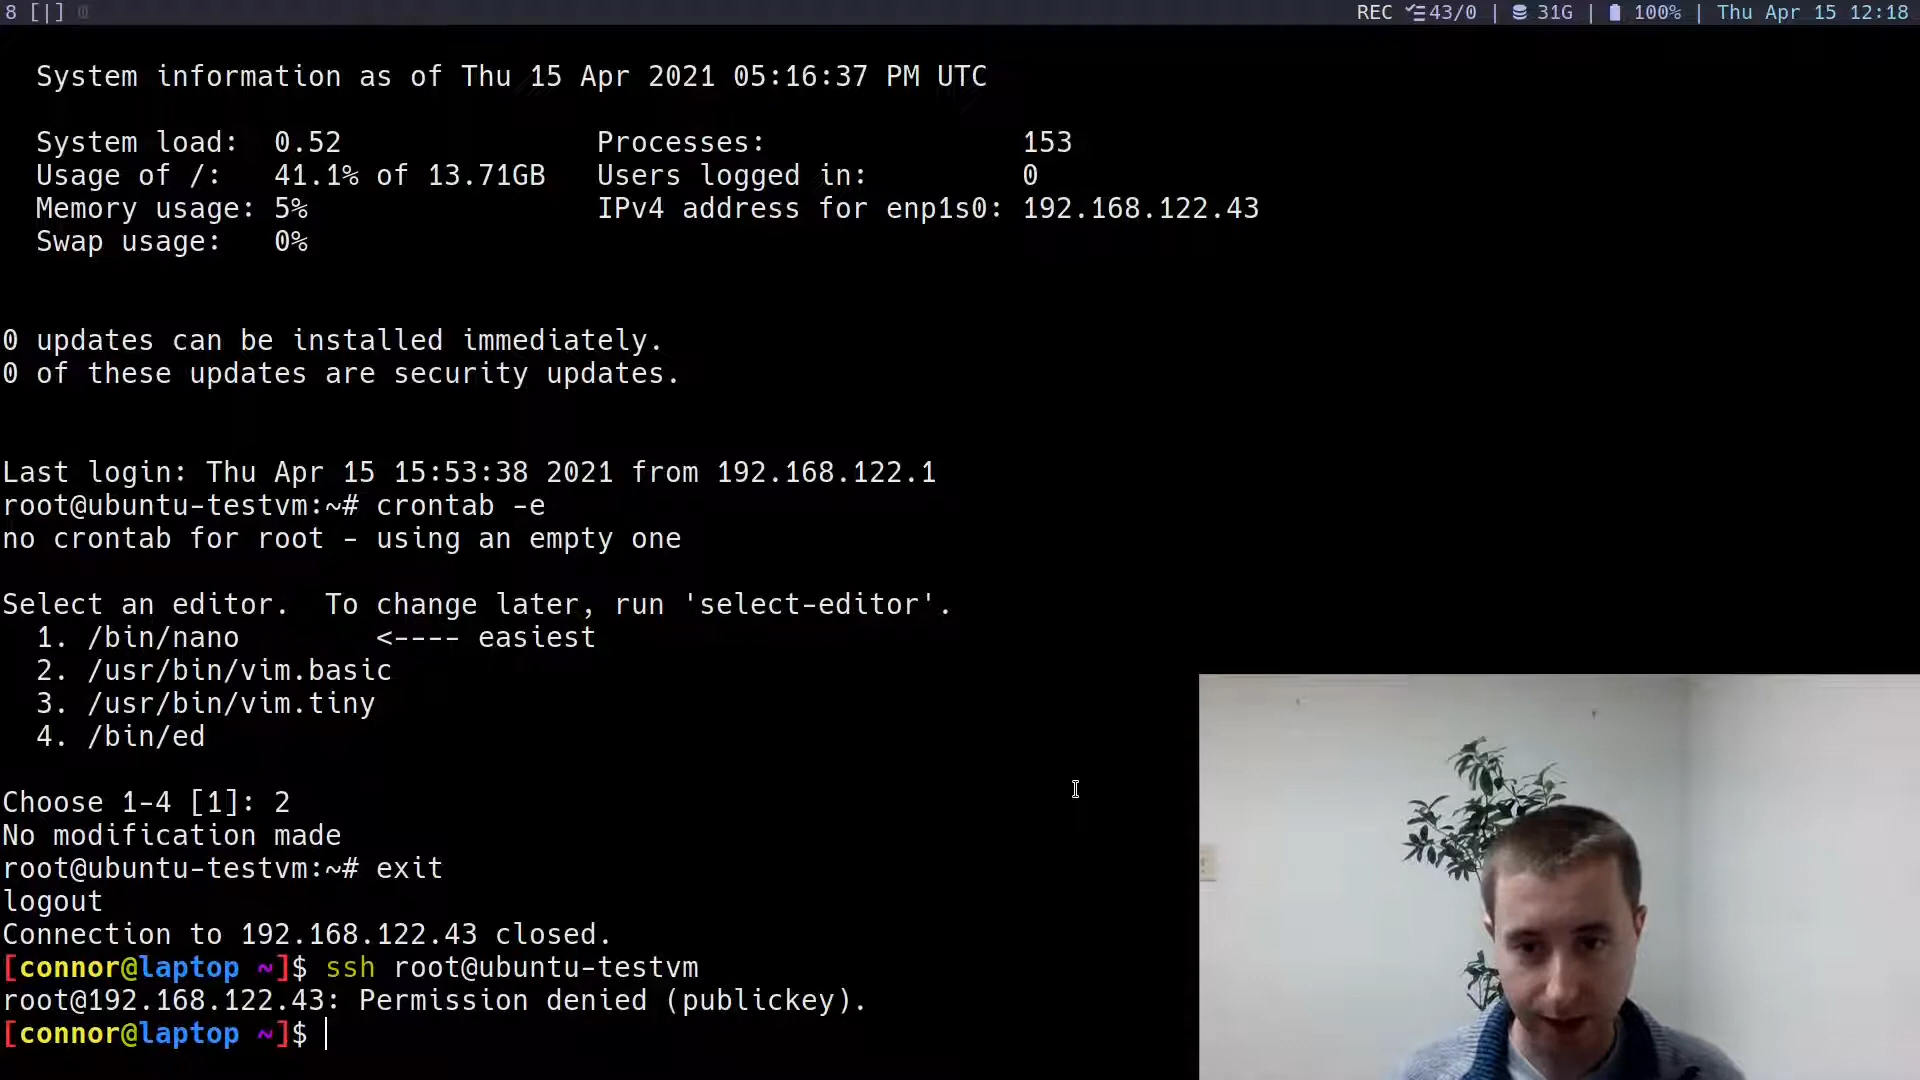 8 [|]
REC 43/0 | 31G | 100% | Thu Apr 15 12:18
System information as of Thu 15 Apr 2021 05:16:37 PM UTC
System load: 0.52 Processes: 153
Usage of /: 41.1% of 13.71GB Users logged in: 0
Memory usage: 5% IPv4 address for enp1s0: 192.168.122.43
Swap usage: 0%
0 updates can be installed immediately.
0 of these updates are security updates.
Last login: Thu Apr 15 15:53:38 2021 from 192.168.122.1
root@ubuntu-testvm:~# crontab -e
no crontab for root - using an empty one
Select an editor. To change later, run 'select-editor'.
1. /bin/nano <---- easiest
2. /usr/bin/vim.basic
3. /usr/bin/vim.tiny
4. /bin/ed
Choose 1-4 [1]: 2
No modification made
root@ubuntu-testvm:~# exit
logout
Connection to 192.168.122.43 closed.
[connor@laptop ~]$ ssh root@ubuntu-testvm
root@192.168.122.43: Permission denied (publickey).
[connor@laptop ~]$